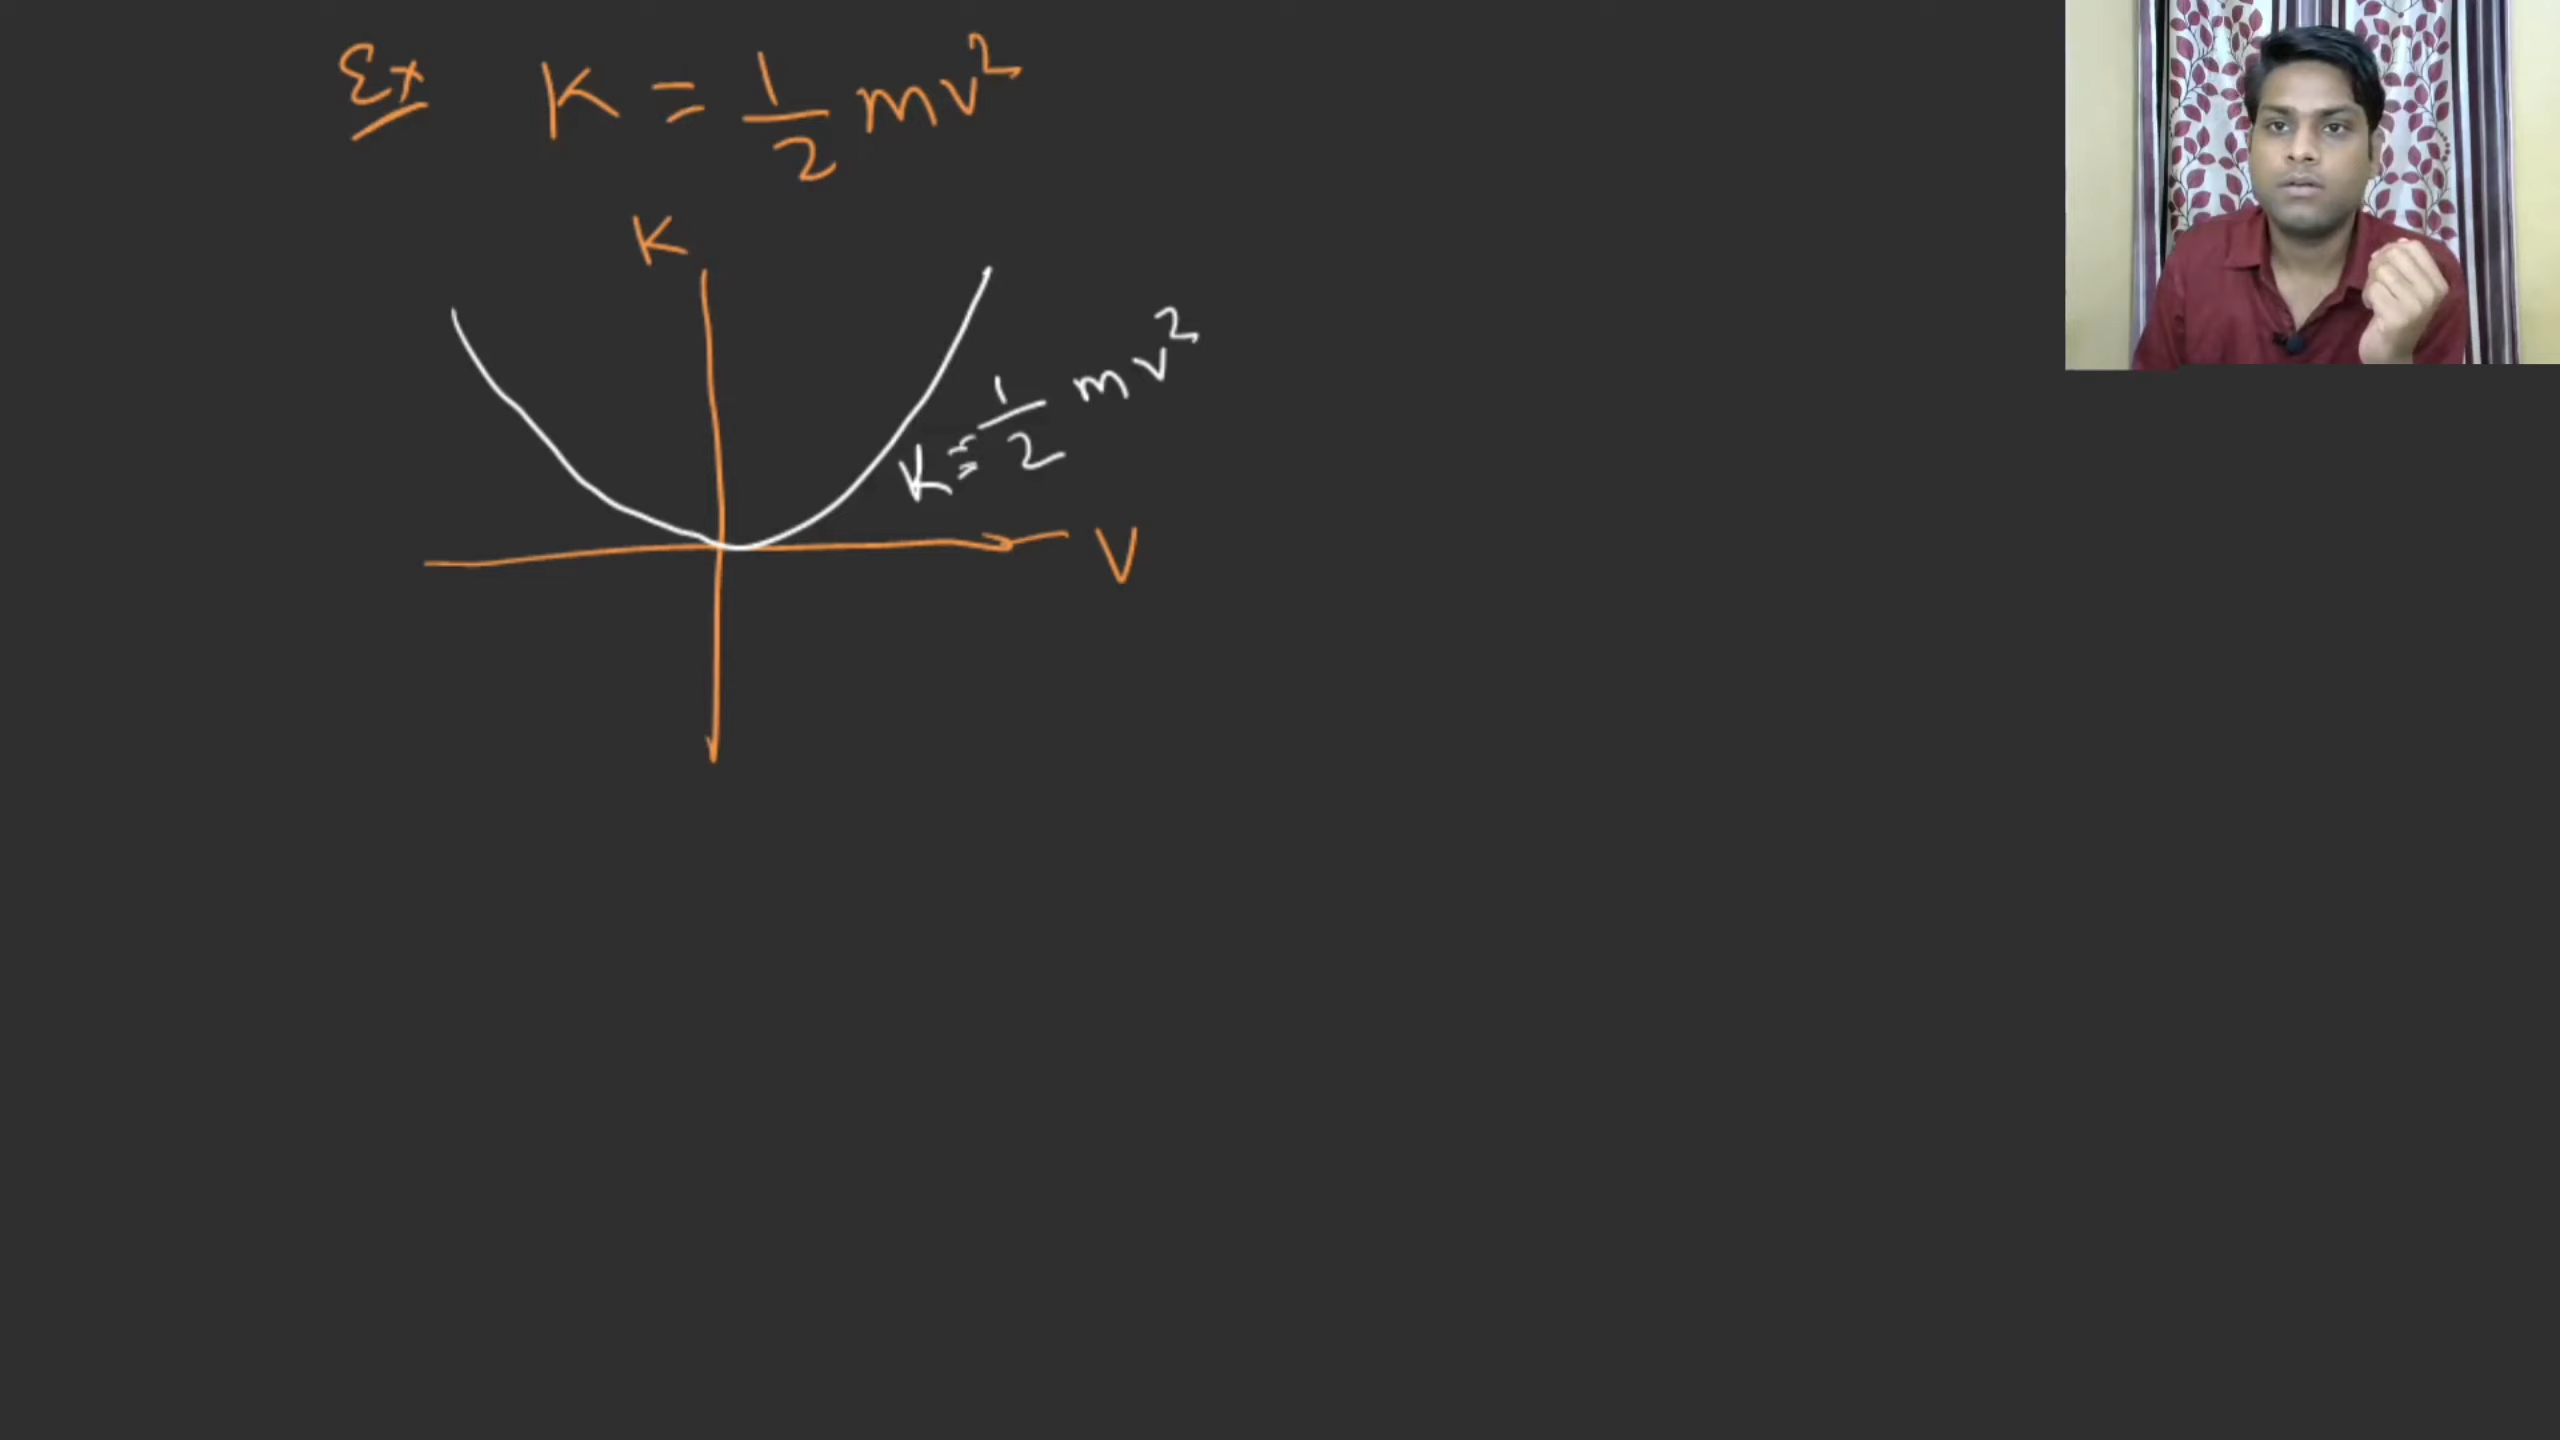 Ex K = 1/2 mv²
K
K = 1/2 mv²
V